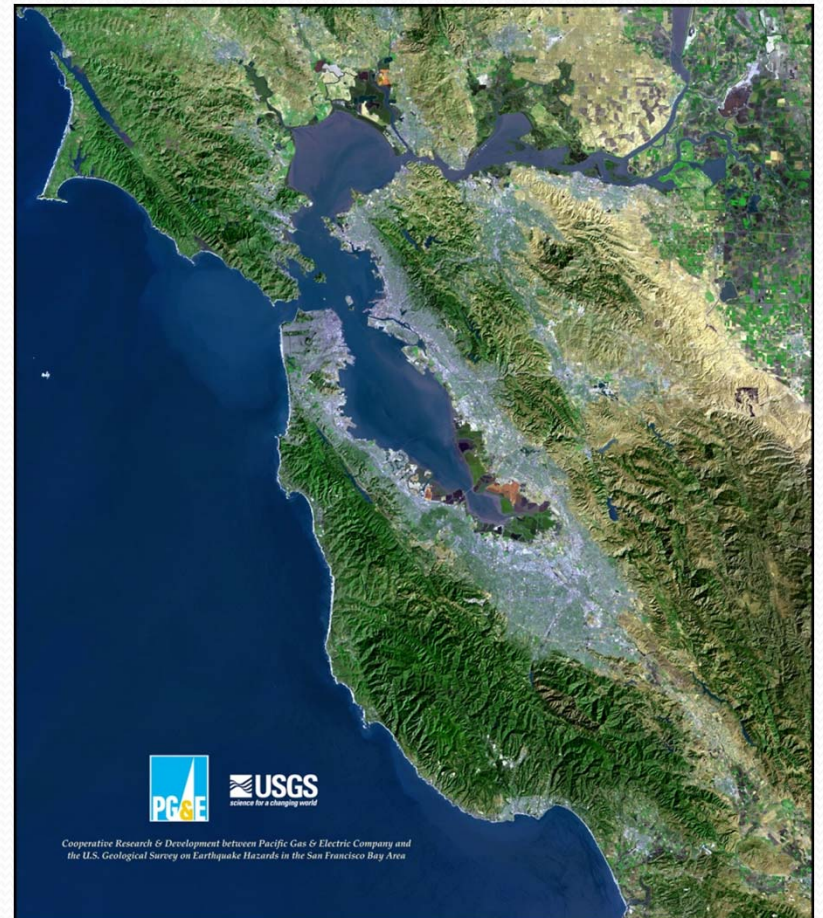 PG&E
USGS
science for a changing world
Cooperative Research & Development between Pacific Gas & Electric Company and
the U.S. Geological Survey on Earthquake Hazards in the San Francisco Bay Area